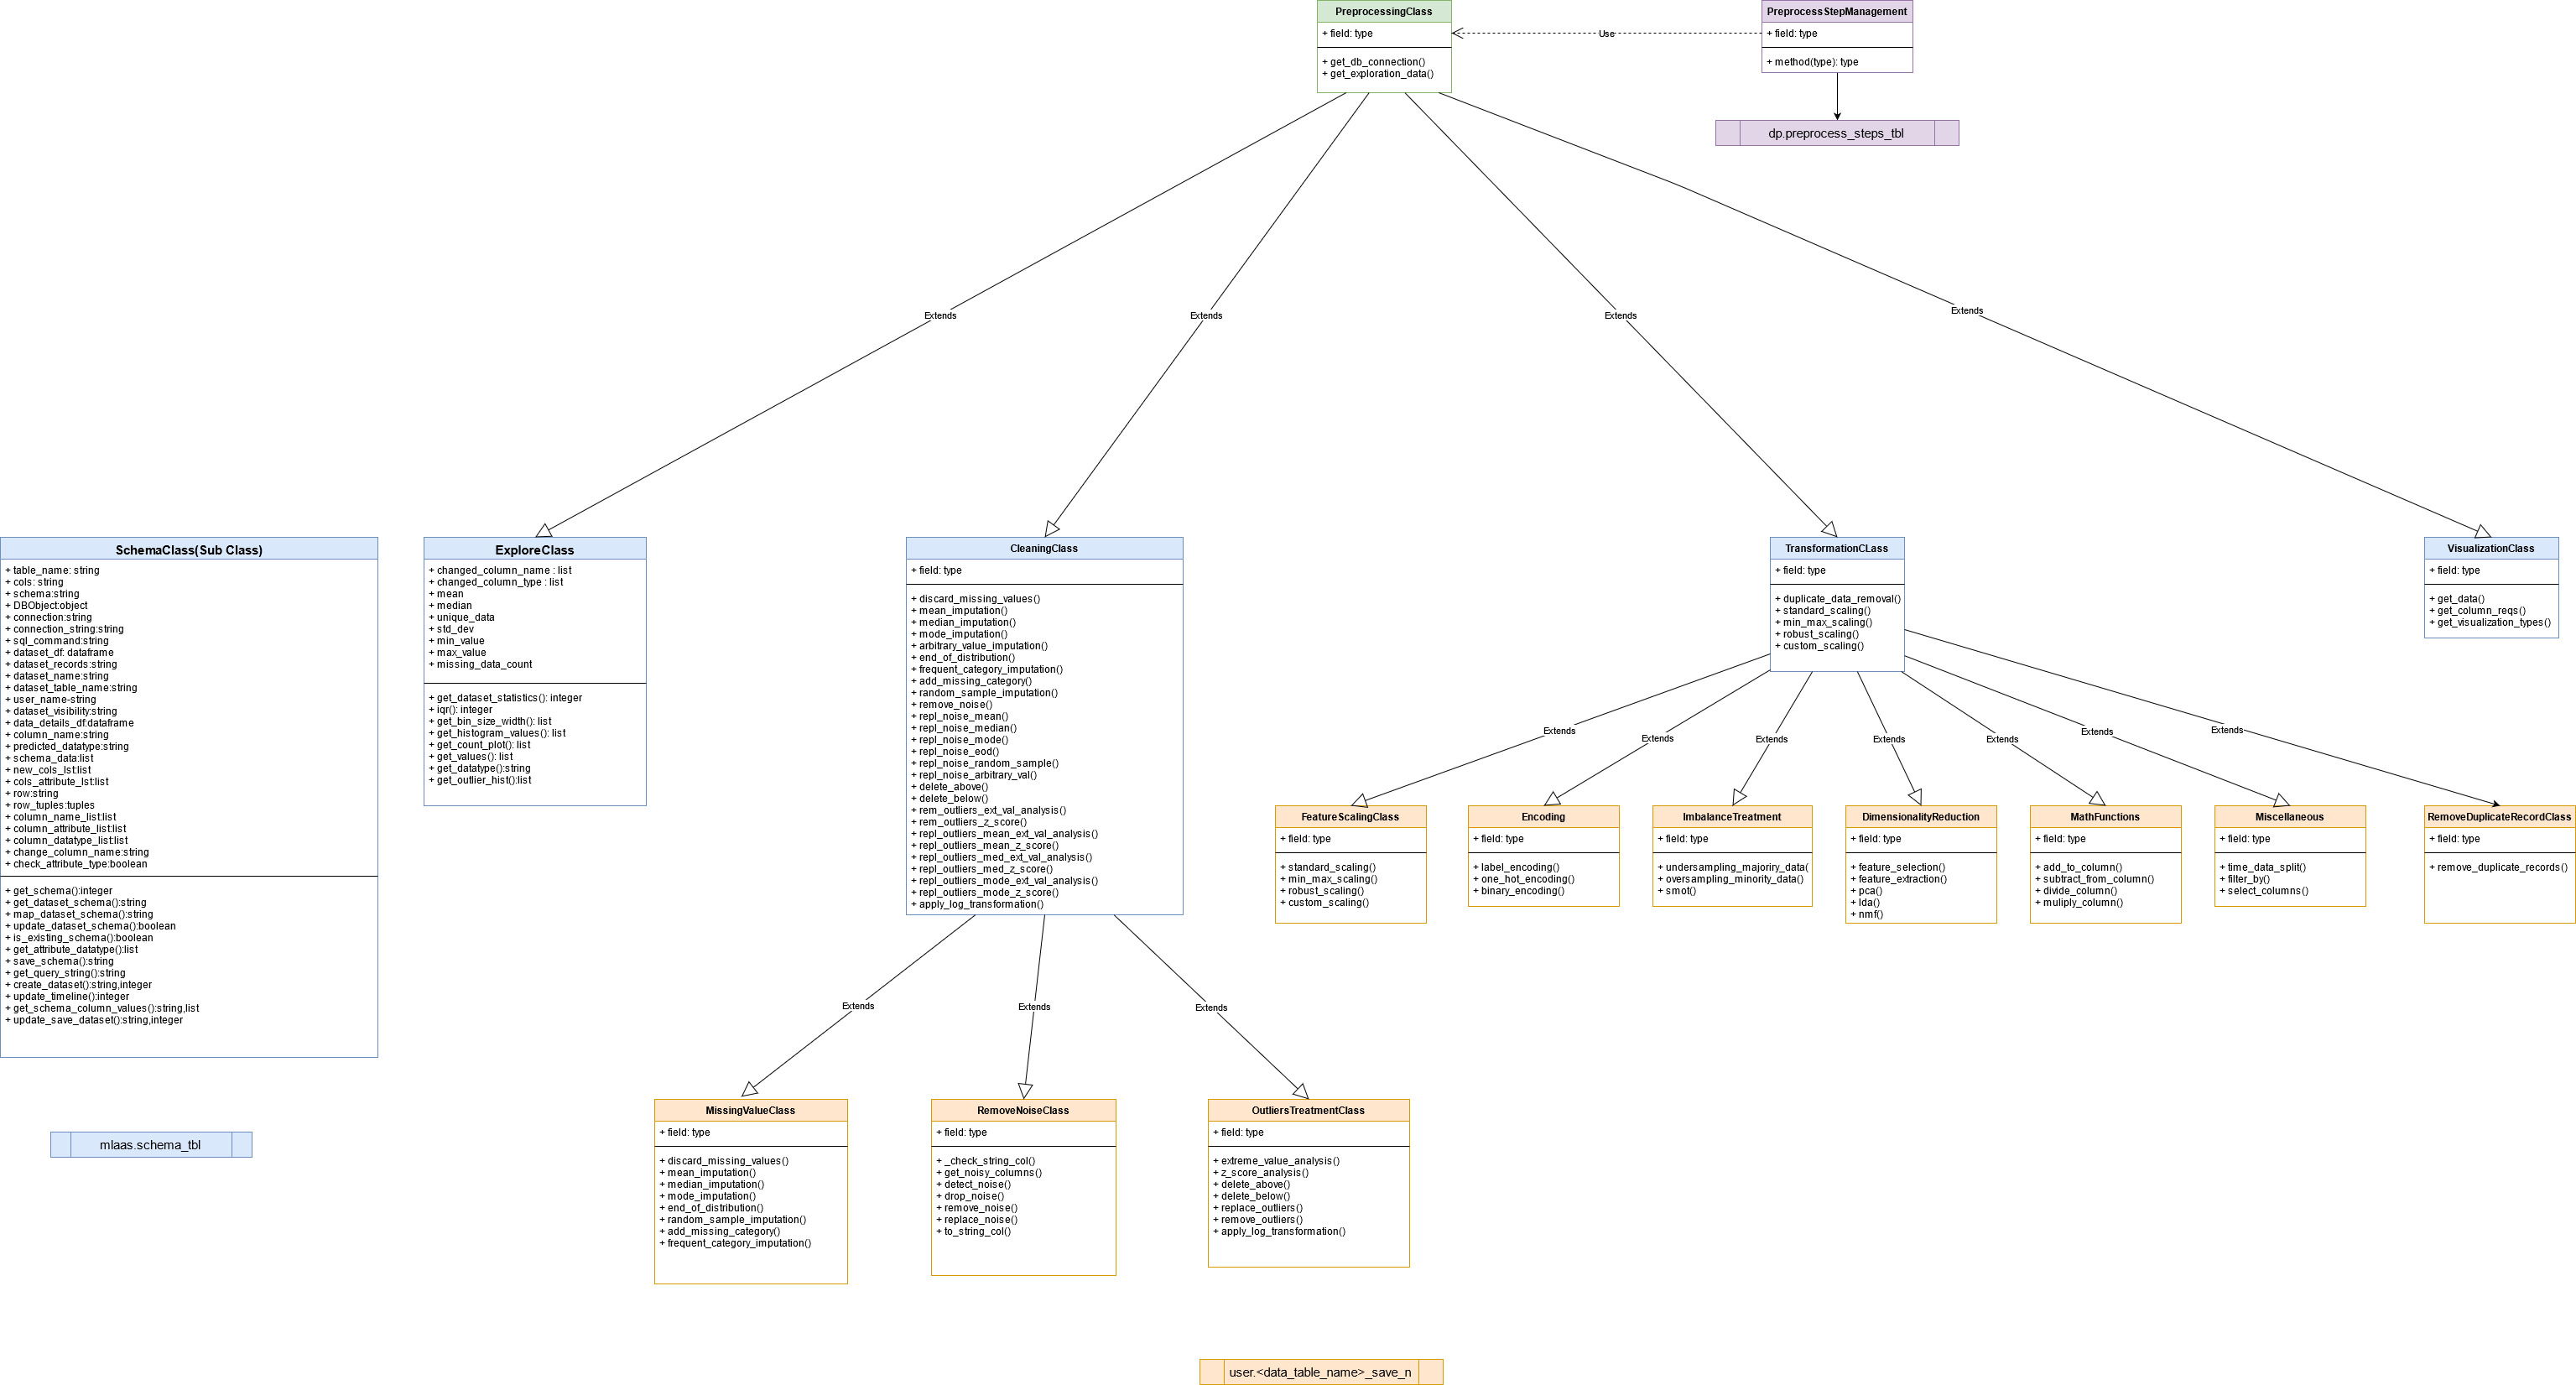 PreprocessingClass
+ field: type
+ get_db_connection()
+ get_exploration_data()
Use
PreprocessStepManagement
+ field: type
+ method(type): type
dp.preprocess_steps_tbl
Extends
Extends
Extends
Extends
SchemaClass(Sub Class)
+ table_name: string
+ cols: string
+ schema:string
+ DBObject:object
+ connection:string
+ connection_string:string
+ sql_command:string
+ dataset_df: dataframe
+ dataset_records:string
+ dataset_name:string
+ dataset_table_name:string
+ user_name-string
+ dataset_visibility:string
+ data_details_df:dataframe
+ column_name:string
+ predicted_datatype:string
+ schema_data:list
+ new_cols_lst:list
+ cols_attribute_lst:list
+ row:string
+ row_tuples:tuples
+ column_name_list:list
+ column_attribute_list:list
+ column_datatype_list:list
+ change_column_name:string
+ check_attribute_type:boolean
+ get_schema():integer
+ get_dataset_schema():string
+ map_dataset_schema():string
+ update_dataset_schema():boolean
+ is_existing_schema():boolean
+ get_attribute_datatype():list
+ save_schema():string
+ get_query_string():string
+ create_dataset():string,integer
+ update_timeline():integer
+ get_schema_column_values():string,list
+ update_save_dataset():string,integer
mlaas.schema_tbl
ExploreClass
+ changed_column_name : list
+ changed_column_type : list
+ mean
+ median
+ unique_data
+ std_dev
+ min_value
+ max_value
+ missing_data_count
+ get_dataset_statistics(): integer
+ iqr(): integer
+ get_bin_size_width(): list
+ get_histogram_values(): list
+ get_count_plot(): list
+ get_values(): list
+ get_datatype():string
+ get_outlier_hist():list
CleaningClass
+ field: type
+ discard_missing_values()
+ mean_imputation()
+ median_imputation()
+ mode_imputation()
+ arbitrary_value_imputation()
+ end_of_distribution()
+ frequent_category_imputation()
+ add_missing_category()
+ random_sample_imputation()
+ remove_noise()
+ repl_noise_mean()
+ repl_noise_median()
+ repl_noise_mode()
+ repl_noise_eod()
+ repl_noise_random_sample()
+ repl_noise_arbitrary_val()
+ delete_above()
+ delete_below()
+ rem_outliers_ext_val_analysis()
+ rem_outliers_z_score()
+ repl_outliers_mean_ext_val_analysis()
+ repl_outliers_mean_z_score()
+ repl_outliers_med_ext_val_analysis()
+ repl_outliers_med_z_score()
+ repl_outliers_mode_ext_val_analysis()
+ repl_outliers_mode_z_score()
+ apply_log_transformation()
TransformationCLass
+ field: type
+ duplicate_data_removal()
+ standard_scaling()
+ min_max_scaling()
+ robust_scaling()
+ custom_scaling()
VisualizationClass
+ field: type
+ get_data()
+ get_column_reqs()
+ get_visualization_types()
Extends
Extends
Extends
Extends
Extends
Extends
Extends
FeatureScalingClass
+ field: type
+ standard_scaling()
+ min_max_scaling()
+ robust_scaling()
+ custom_scaling()
Encoding
+ field: type
+ label_encoding()
+ one_hot_encoding()
+ binary_encoding()
ImbalanceTreatment
+ field: type
+ undersampling_majoriry_data(
+ oversampling_minority_data()
+ smot()
DimensionalityReduction
+ field: type
+ feature_selection()
+ feature_extraction()
+ pca()
+ lda()
+ nmf()
MathFunctions
+ field: type
+ add_to_column()
+ subtract_from_column()
+ divide_column()
+ muliply_column()
Miscellaneous
+ field: type
+ time_data_split()
+ filter_by()
+ select_columns()
RemoveDuplicateRecordClass
+ field: type
+ remove_duplicate_records()
Extends
Extends
Extends
MissingValueClass
+ field: type
+ discard_missing_values()
+ mean_imputation()
+ median_imputation()
+ mode_imputation()
+ end_of_distribution()
+ random_sample_imputation()
+ add_missing_category()
+ frequent_category_imputation()
RemoveNoiseClass
+ field: type
+ _check_string_col()
+ get_noisy_columns()
+ detect_noise()
+ drop_noise()
+ remove_noise()
+ replace_noise()
+ to_string_col()
OutliersTreatmentClass
+ field: type
+ extreme_value_analysis()
+ z_score_analysis()
+ delete_above()
+ delete_below()
+ replace_outliers()
+ remove_outliers()
+ apply_log_transformation()
user.<data_table_name>_save_n